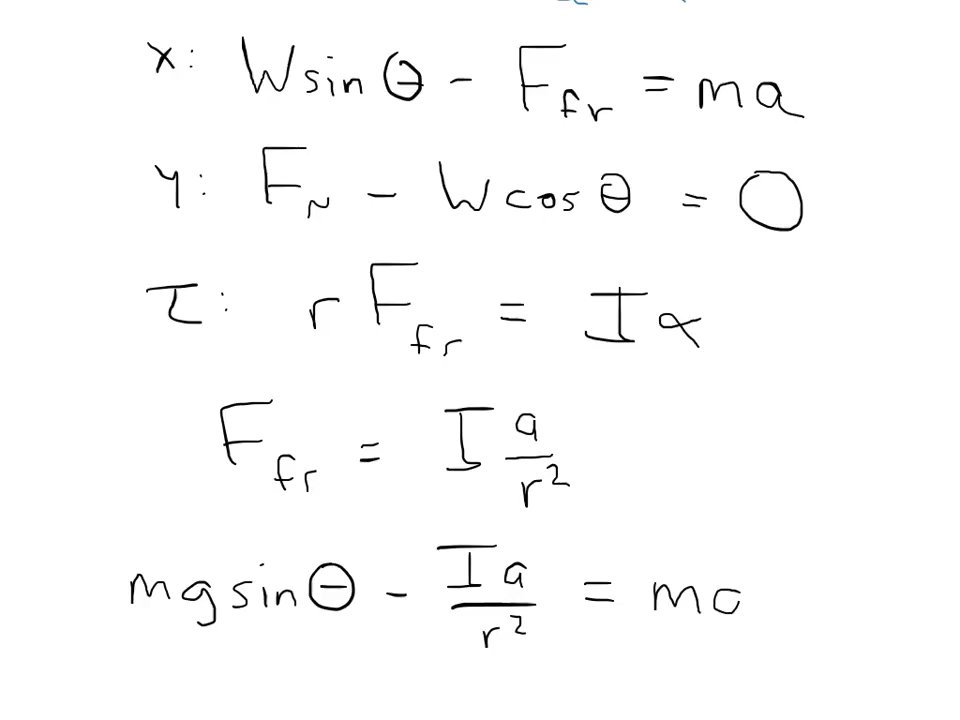 x: W sin θ - F_fr = ma
y: F_N - W cos θ = 0
τ: r F_fr = I α
F_fr = I a/r²
mg sin θ - Ia/r² = ma